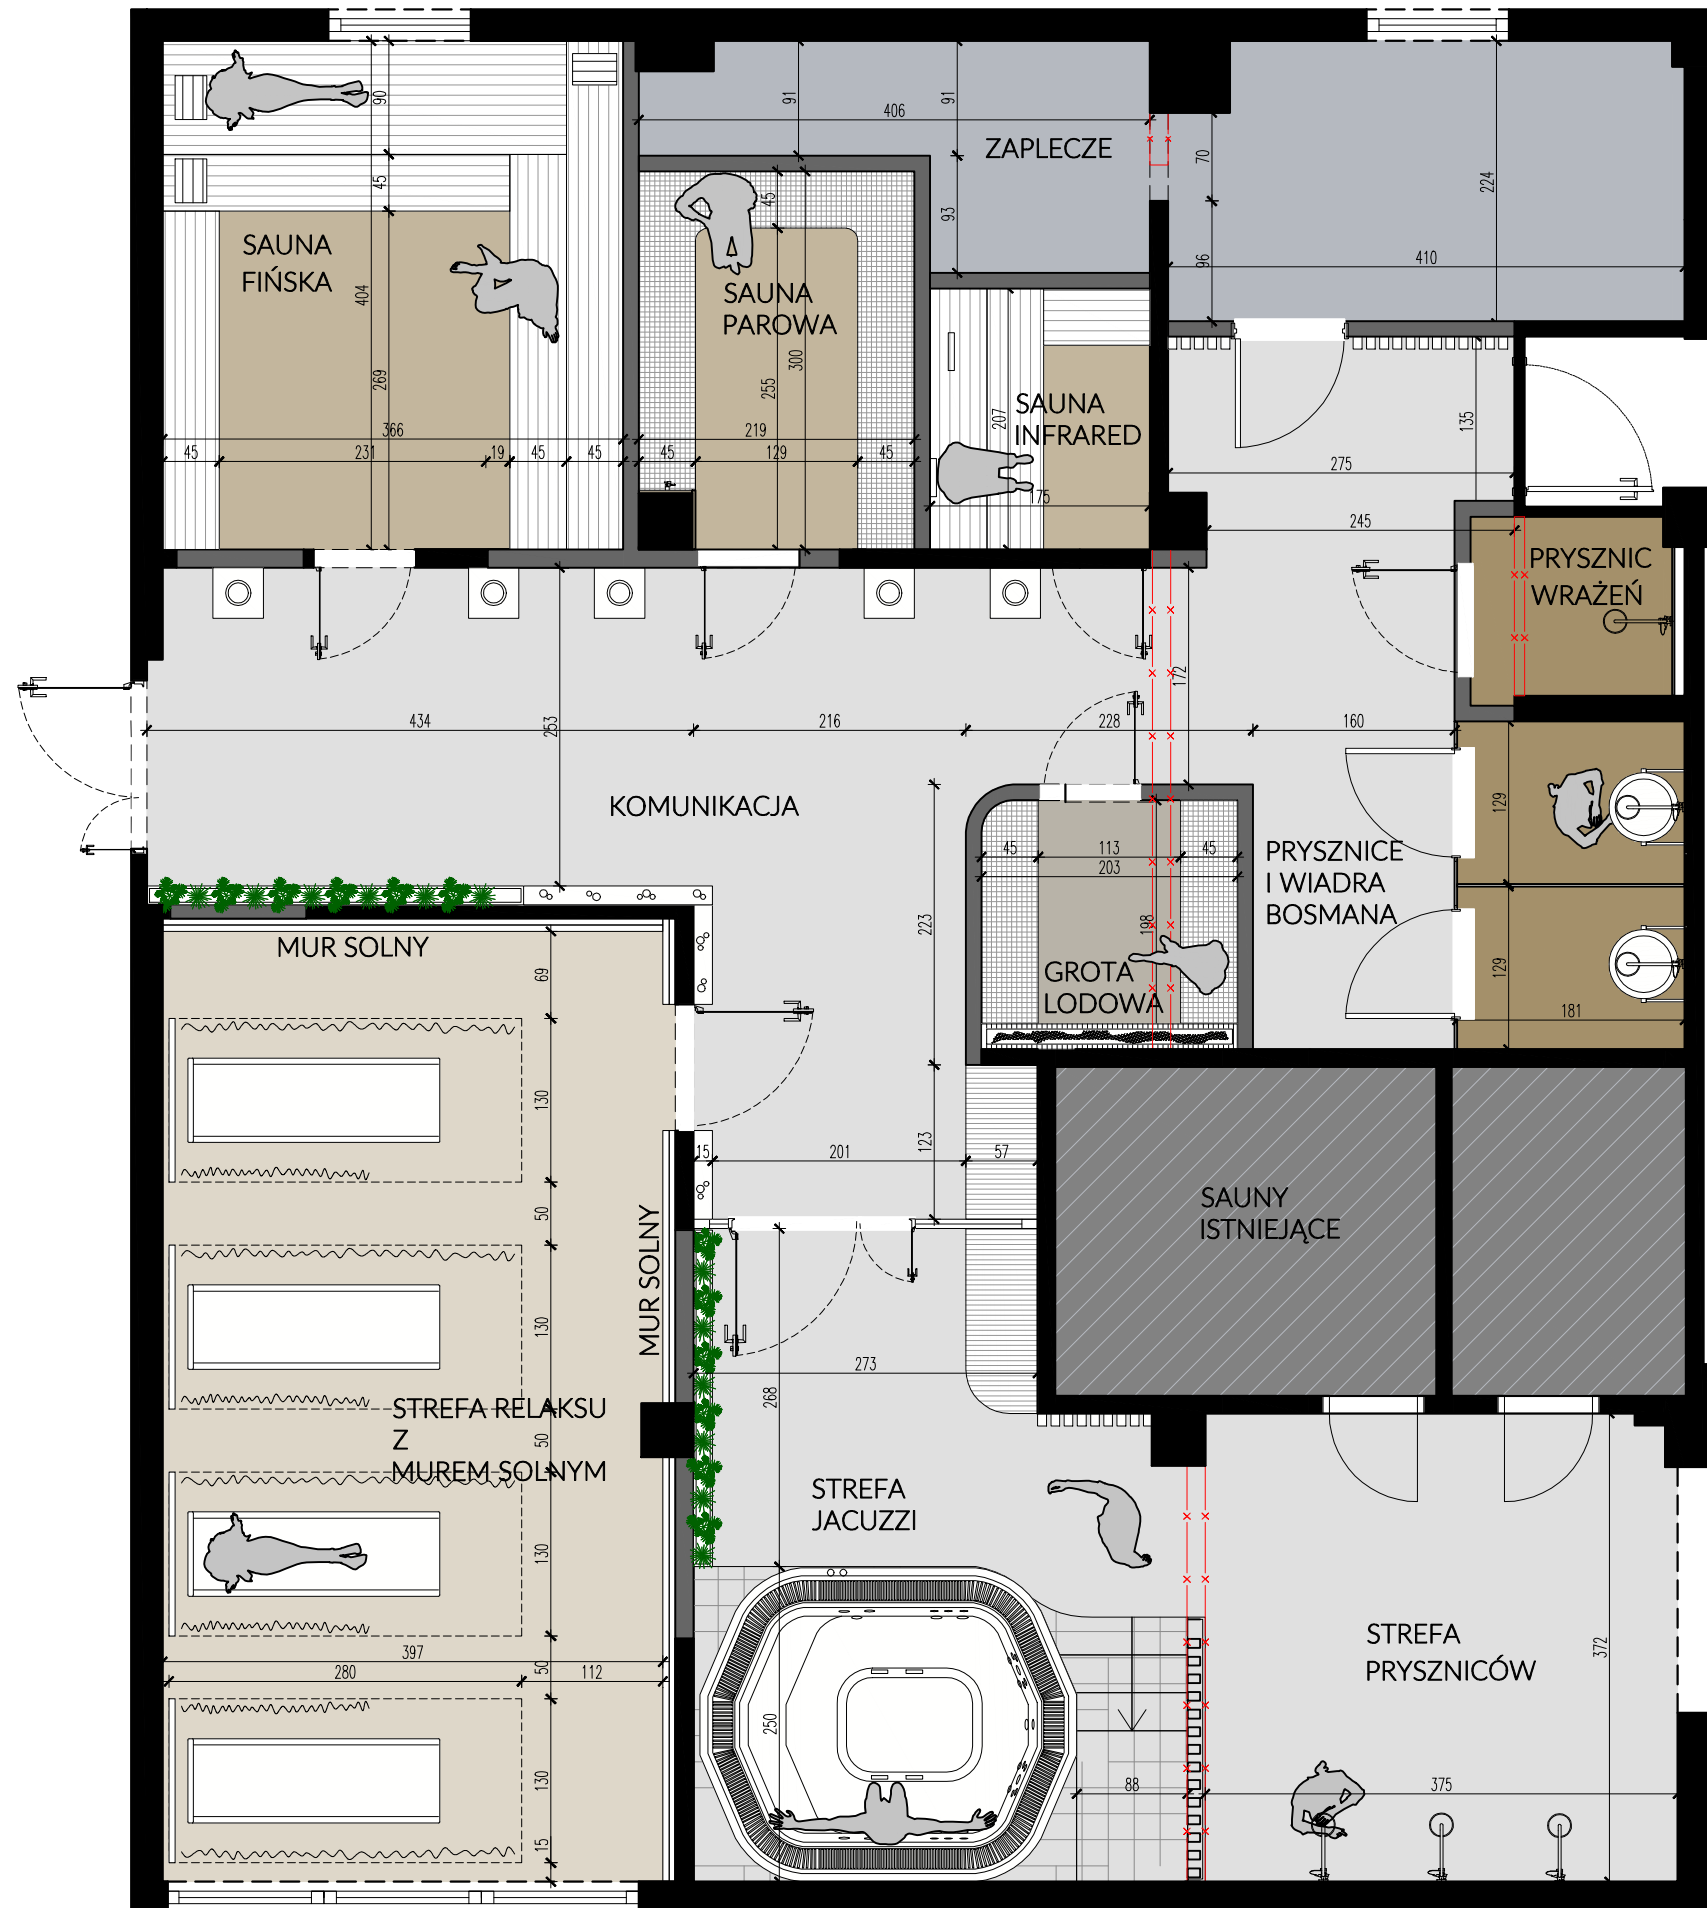 90
91
406
91
ZAPLECZE
70
224
45
45
93
96
410
SAUNA
FIŃSKA
404
SAUNA
PAROWA
300
255
269
207
SAUNA
INFRARED
135
366
219
45
231
19
45
45
45
129
45
275
175
245
PRYSZNIC
WRAŻEŃ
172
434
253
216
228
160
KOMUNIKACJA
129
45
113
45
203
PRYSZNICE
I WIADRA
BOSMANA
223
198
MUR SOLNY
69
GROTA
LODOWA
129
181
130
123
15
201
57
50
SAUNY
ISTNIEJĄCE
MUR SOLNY
130
273
268
STREFA RELAKSU
Z
MUREM SOLNYM
50
STREFA
JACUZZI
130
STREFA
PRYSZNICÓW
372
397
280
50
112
250
130
88
375
15